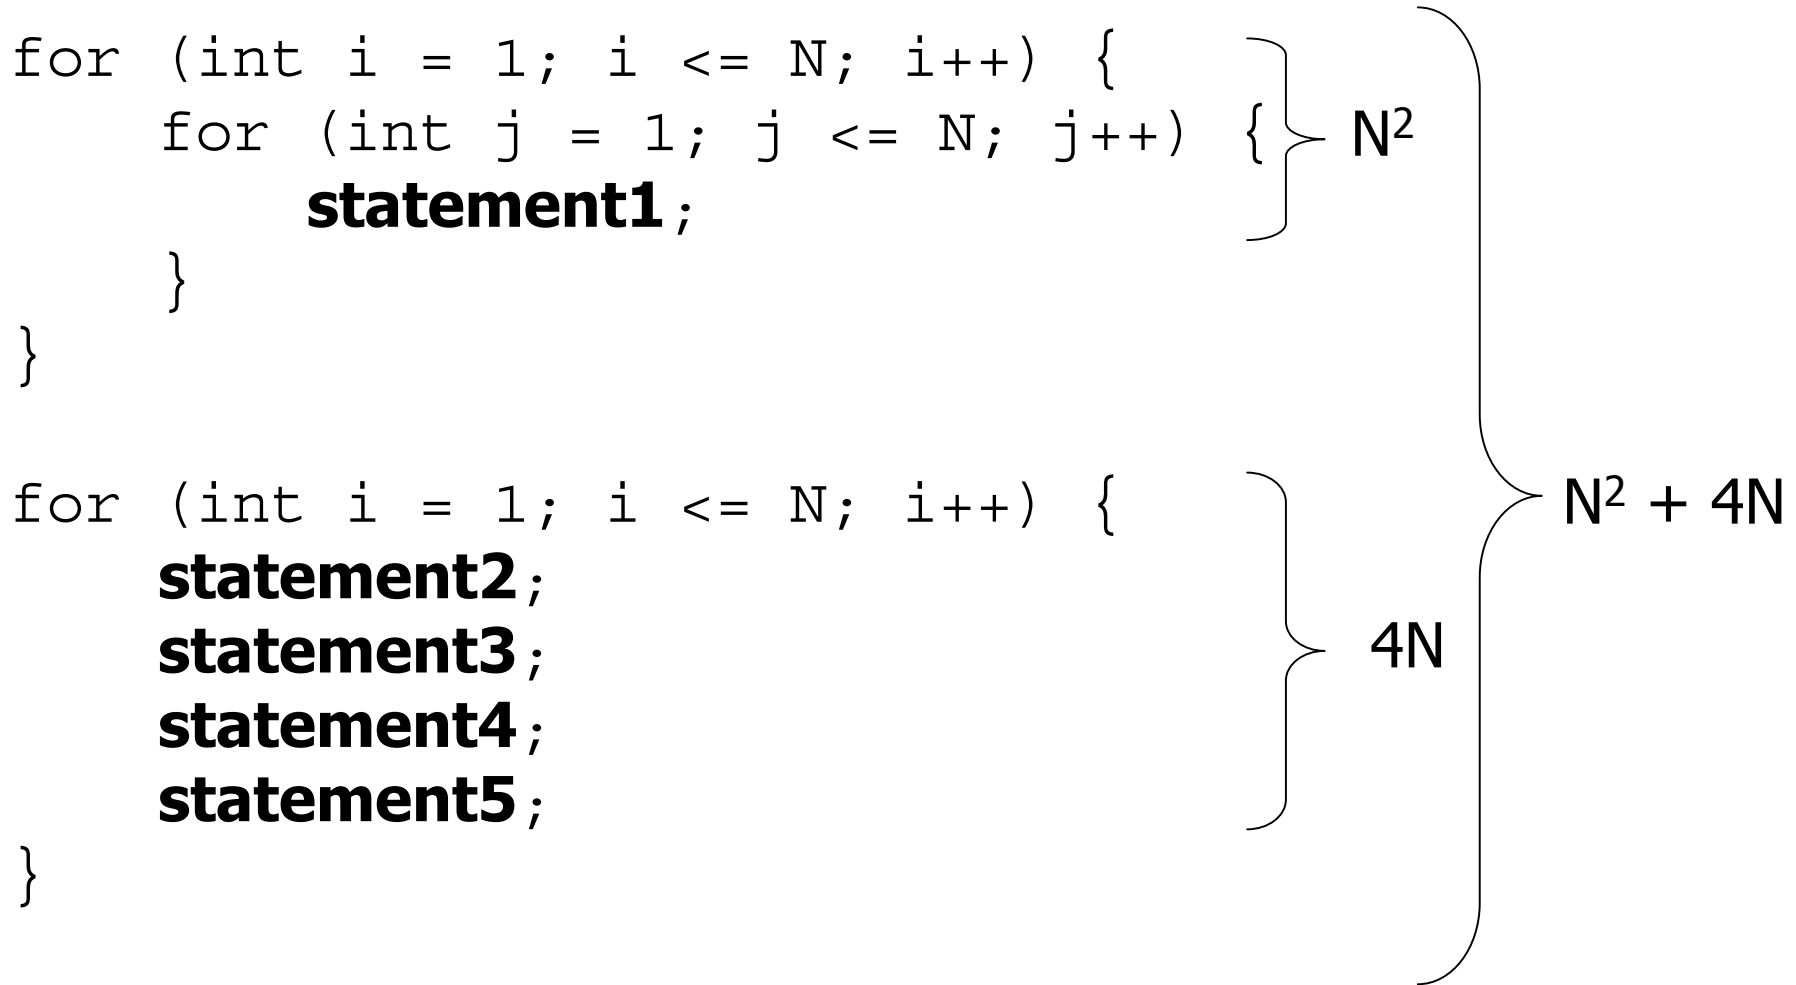 for (int i = 1; i <= N; i++) {
for (int j = 1; j <= N; j++) {
N²
statement1;
}
}
for (int i = 1; i <= N; i++) {
N² + 4N
statement2;
statement3;
4N
statement4;
statement5;
}